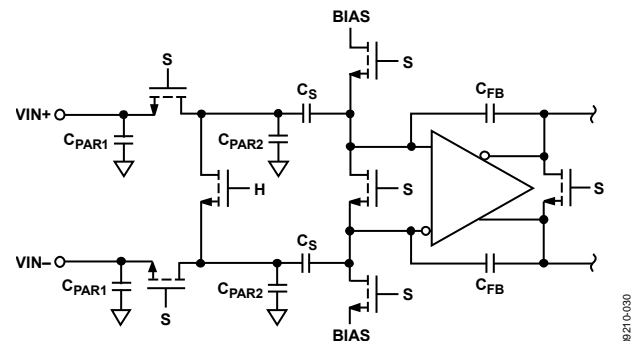 BIAS
S
S
CS
CFB
VIN+
CPAR1
CPAR2
H
S
S
CS
VIN–
CPAR1
CPAR2
CFB
S
S
BIAS
09210-030